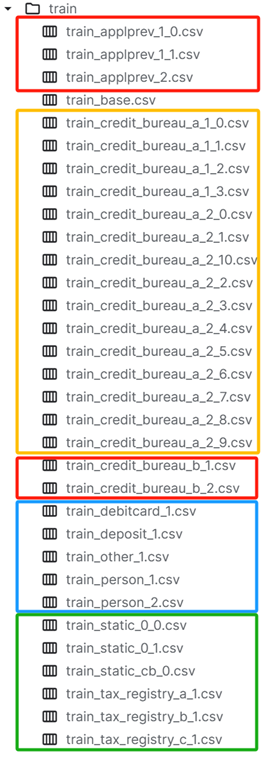 train
train_applprev_1_0.csv
train_applprev_1_1.csv
train_applprev_2.csv
train_base.csv
train_credit_bureau_a_1_0.csv
train_credit_bureau_a_1_1.csv
train_credit_bureau_a_1_2.csv
train_credit_bureau_a_1_3.csv
train_credit_bureau_a_2_0.csv
train_credit_bureau_a_2_1.csv
train_credit_bureau_a_2_10.csv
train_credit_bureau_a_2_2.csv
train_credit_bureau_a_2_3.csv
train_credit_bureau_a_2_4.csv
train_credit_bureau_a_2_5.csv
train_credit_bureau_a_2_6.csv
train_credit_bureau_a_2_7.csv
train_credit_bureau_a_2_8.csv
train_credit_bureau_a_2_9.csv
train_credit_bureau_b_1.csv
train_credit_bureau_b_2.csv
train_debitcard_1.csv
train_deposit_1.csv
train_other_1.csv
train_person_1.csv
train_person_2.csv
train_static_0_0.csv
train_static_0_1.csv
train_static_cb_0.csv
train_tax_registry_a_1.csv
train_tax_registry_b_1.csv
train_tax_registry_c_1.csv